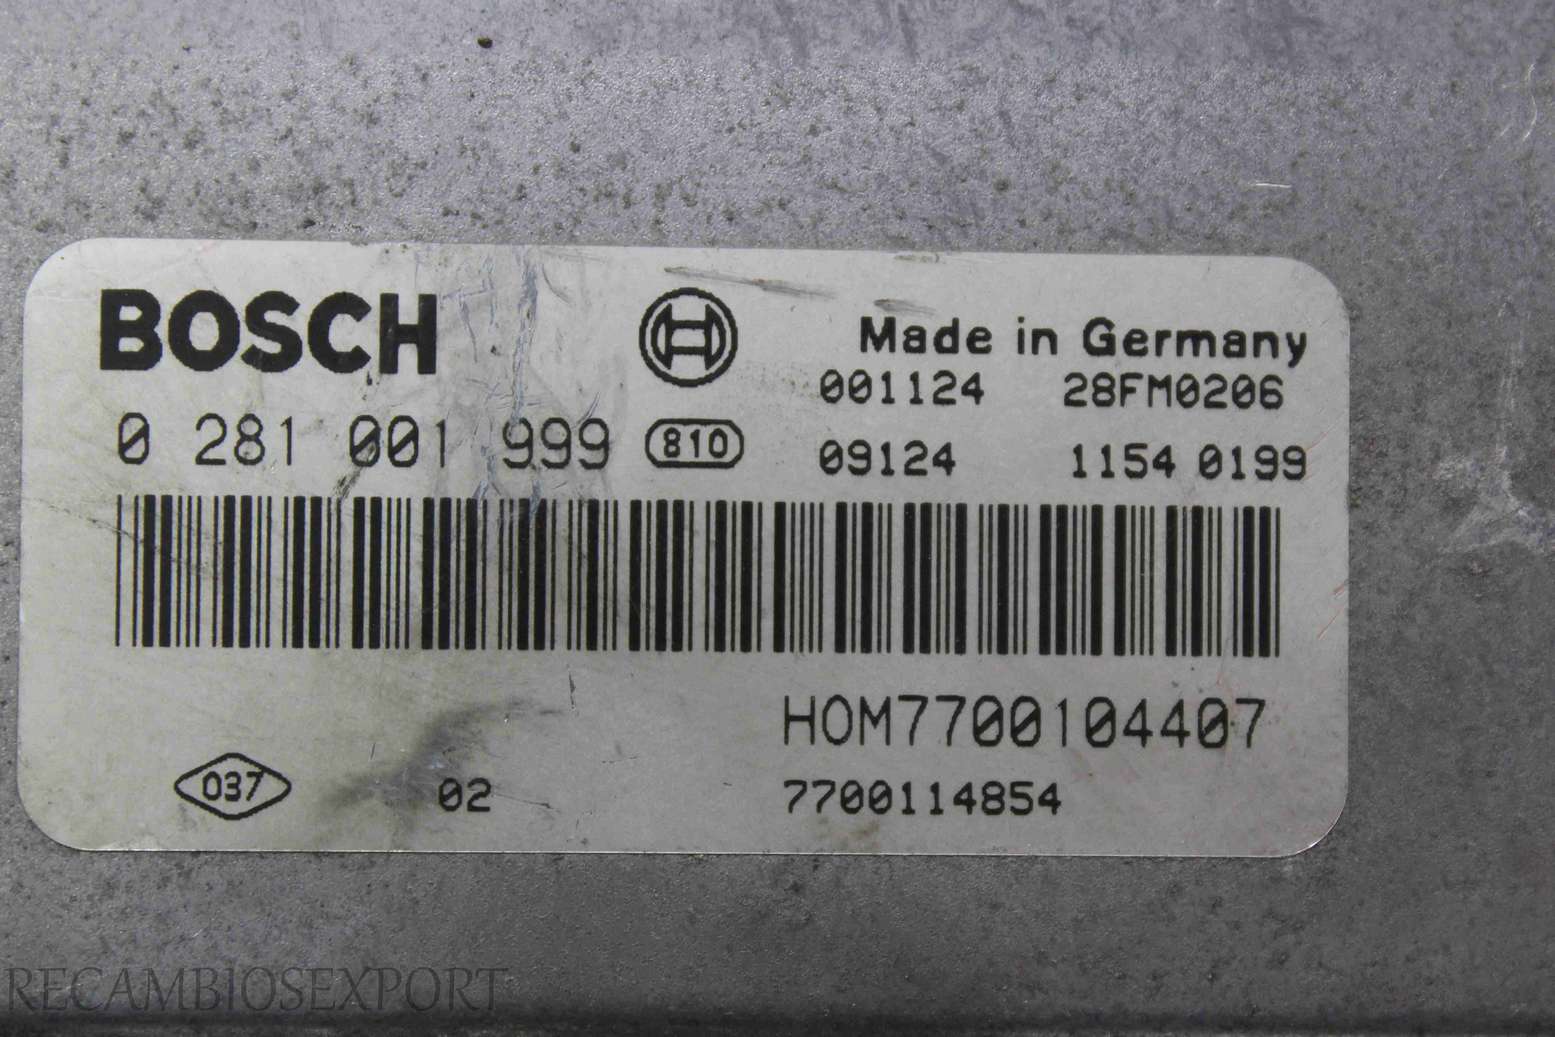 BOSCH
Made in Germany
001124 28FM0206
0 281 001 999 810 09124 1154 0199
HOM7700104407
037 02 7700114854
RECAMBIOSEXPORT